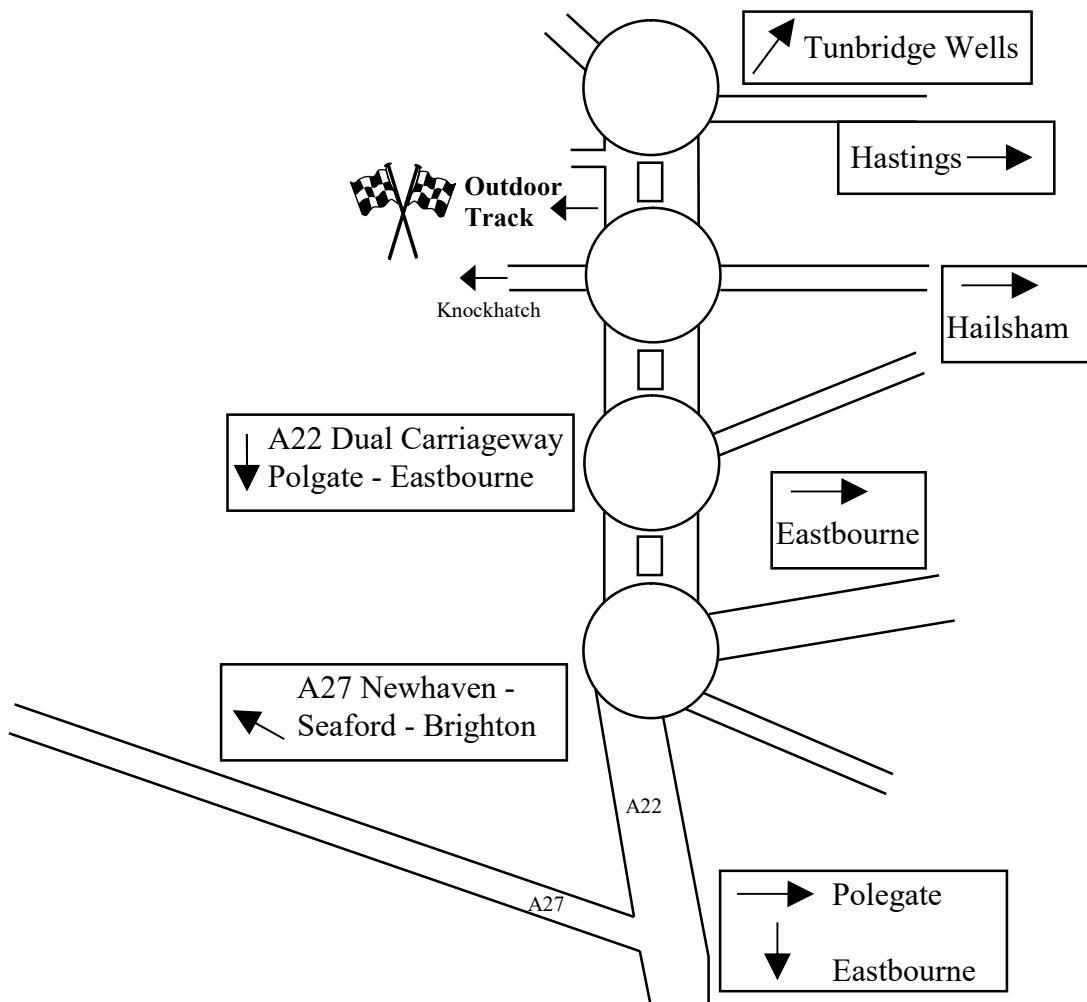 Tunbridge Wells
Hastings
Outdoor
Track
Knockhatch
Hailsham
A22 Dual Carriageway
Polgate - Eastbourne
Eastbourne
A27 Newhaven -
Seaford - Brighton
A22
A27
Polegate
Eastbourne